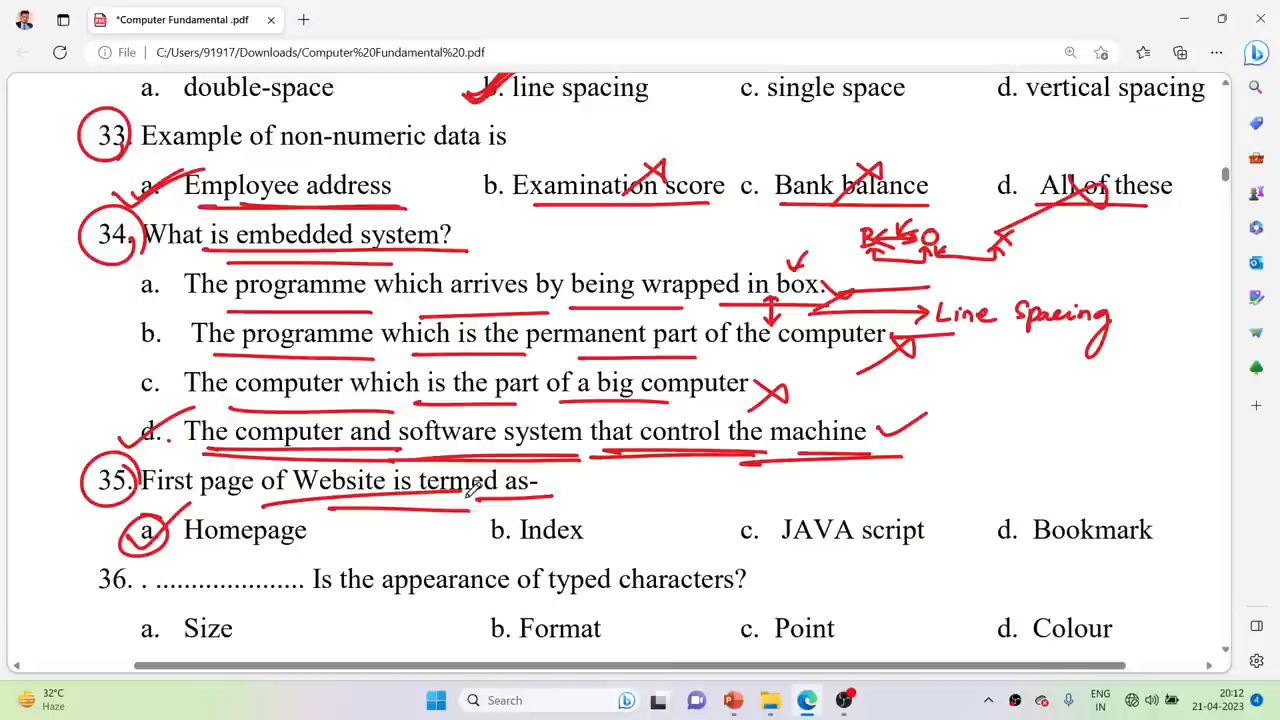 *Computer Fundamental .pdf
File C:/Users/91917/Downloads/Computer%20Fundamental%20.pdf
a. double-space b. line spacing c. single space d. vertical spacing
33. Example of non-numeric data is
a. Employee address b. Examination score c. Bank balance d. All of these
34. What is embedded system?
a. The programme which arrives by being wrapped in box.
Line Spacing
b. The programme which is the permanent part of the computer
c. The computer which is the part of a big computer
d. The computer and software system that control the machine
35. First page of Website is termed as-
a. Homepage b. Index c. JAVA script d. Bookmark
36. . ..................... Is the appearance of typed characters?
a. Size b. Format c. Point d. Colour
32°C
Haze
Search
ENG
IN
20:12
21-04-2023
4